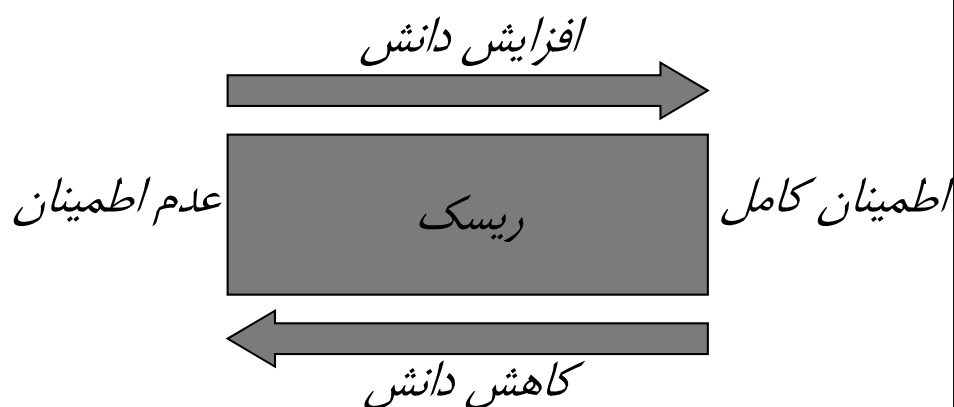 افزایش دانش
اطمینان کامل
ریسک
عدم اطمینان
کاهش دانش